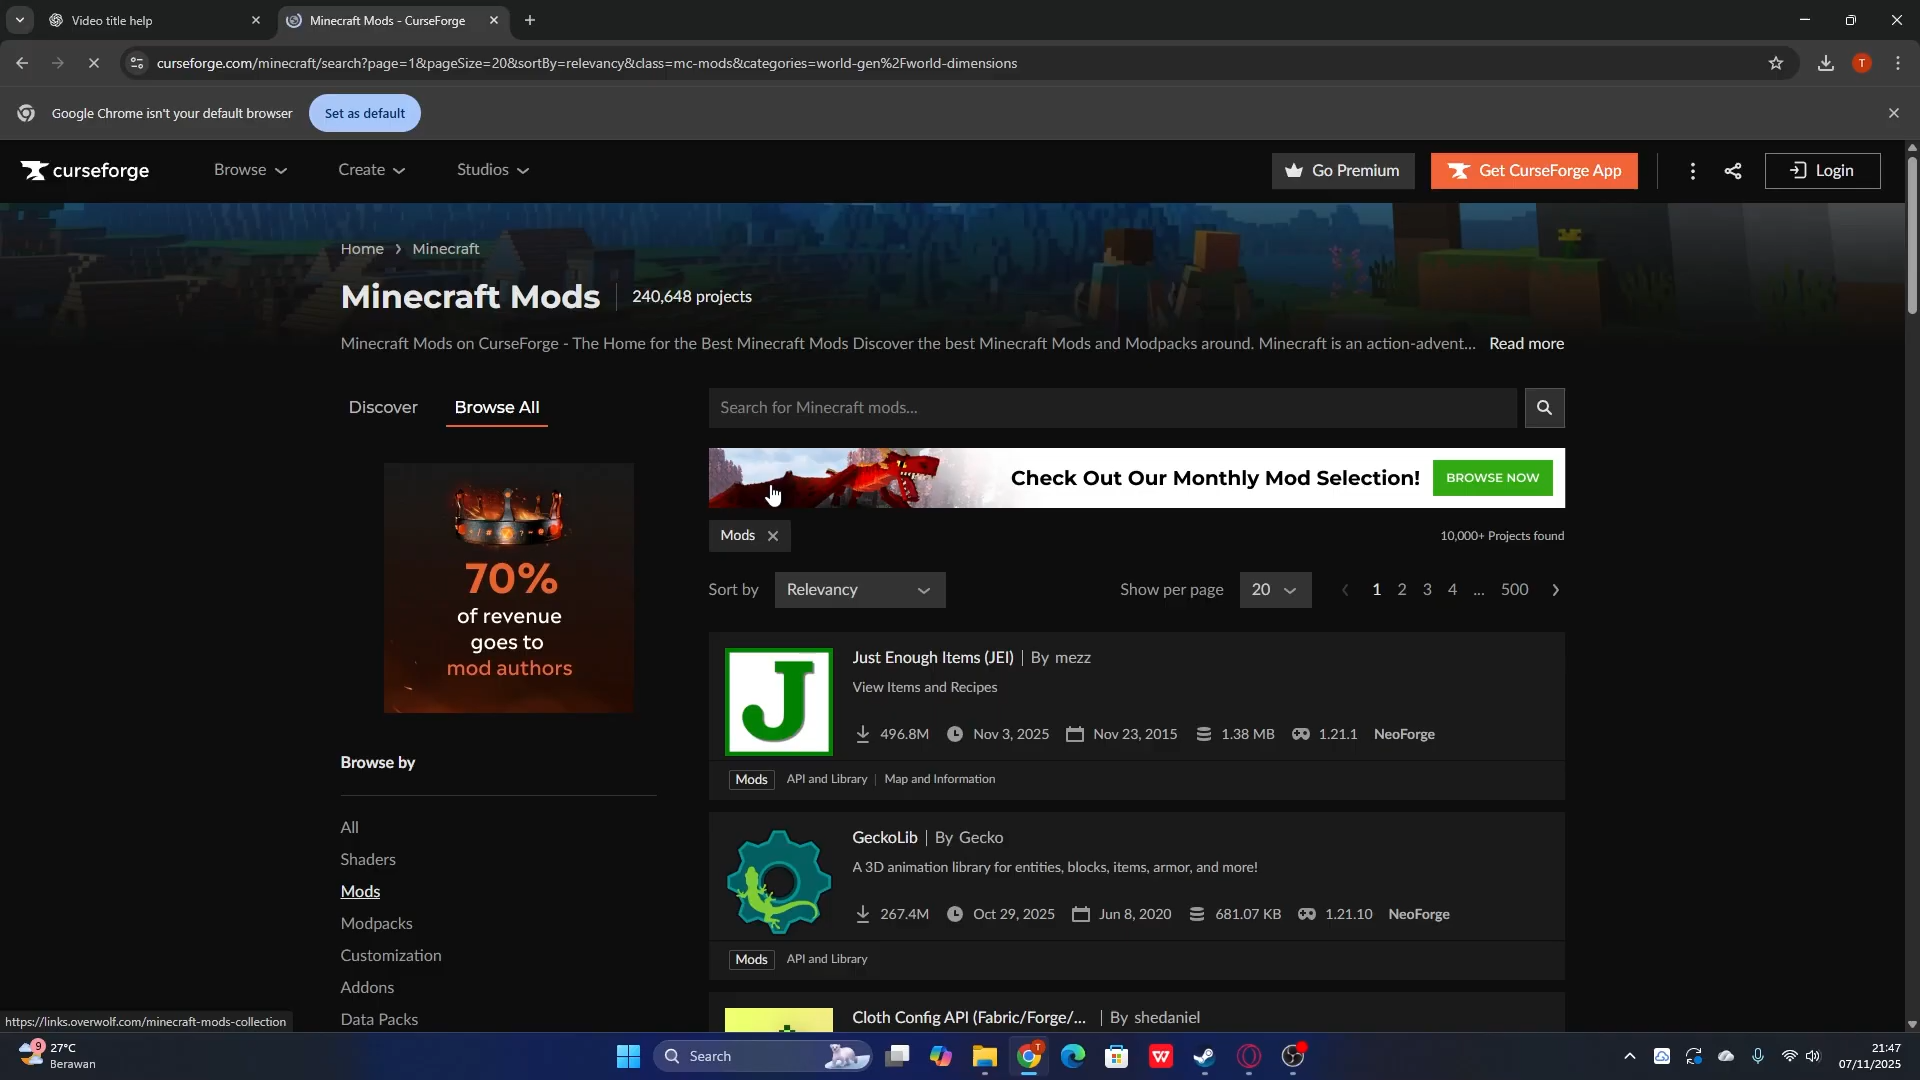 Video title help
Minecraft Mods - CurseForge
curseforge.com/minecraft/search?page=1&pageSize=20&sortBy=relevancy&class=mc-mods&categories=world-gen%2Fworld-dimensions
T
Google Chrome isn't your default browser
Set as default
curseforge
Browse
Create
Studios
Go Premium
Get CurseForge App
Login
Home > Minecraft
Minecraft Mods
240,648 projects
Minecraft Mods on CurseForge - The Home for the Best Minecraft Mods Discover the best Minecraft Mods and Modpacks around. Minecraft is an action-advent... Read more
Discover
Browse All
Search for Minecraft mods...
Check Out Our Monthly Mod Selection!
BROWSE NOW
70%
of revenue
goes to
mod authors
Mods
10,000+ Projects found
Sort by
Relevancy
Show per page
20
1 2 3 4 ... 500
J
Just Enough Items (JEI) | By mezz
View Items and Recipes
496.8M Nov 3, 2025 Nov 23, 2015 1.38 MB 1.21.1 NeoForge
Mods API and Library | Map and Information
Browse by
All
Shaders
Mods
Modpacks
Customization
Addons
Data Packs
GeckoLib | By Gecko
A 3D animation library for entities, blocks, items, armor, and more!
267.4M Oct 29, 2025 Jun 8, 2020 681.07 KB 1.21.10 NeoForge
Mods API and Library
Cloth Config API (Fabric/Forge/... | By shedaniel
https://links.overwolf.com/minecraft-mods-collection
9
27°C
Berawan
Search
T
W
21:47
07/11/2025